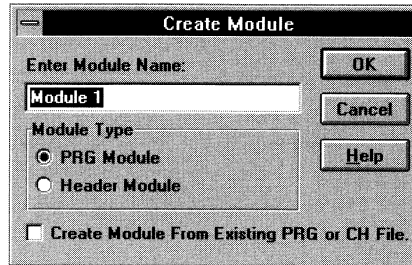 Create Module
Enter Module Name:
OK
Module 1
Cancel
Module Type
PRG Module
Help
Header Module
Create Module From Existing PRG or CH File.